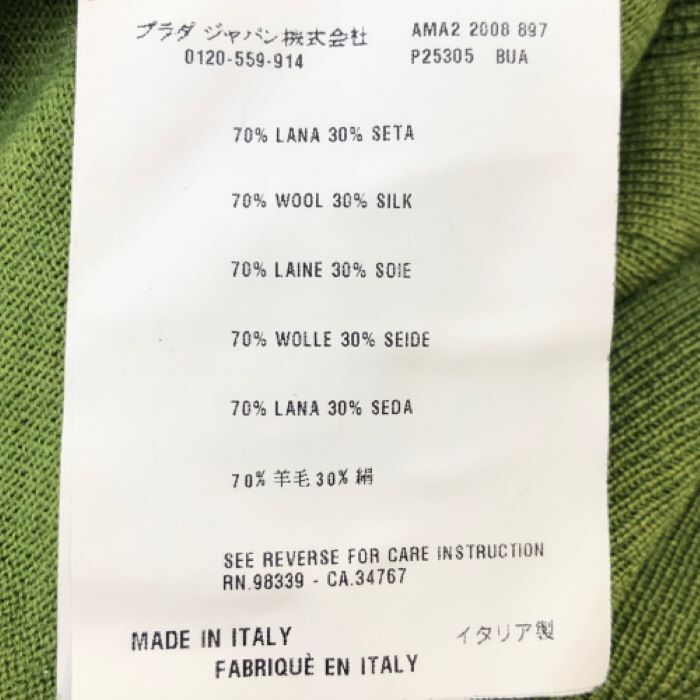 プラダ ジャパン株式会社 AMA2 2008 897
0120-559-914 P25305 BUA
70% LANA 30% SETA
70% WOOL 30% SILK
70% LAINE 30% SOIE
70% WOLLE 30% SEIDE
70% LANA 30% SEDA
70% 羊毛 30% 絹
SEE REVERSE FOR CARE INSTRUCTION
RN.98339 - CA.34767
MADE IN ITALY イタリア製
FABRIQUÈ EN ITALY